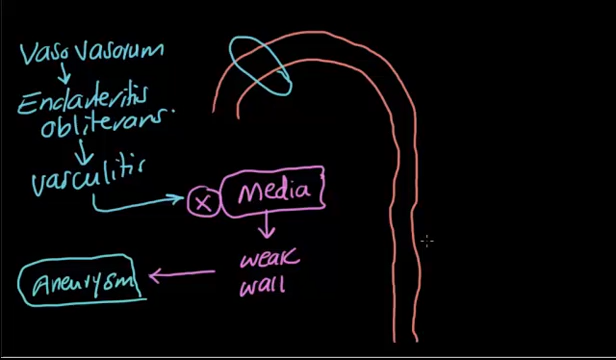 Vaso vasorum
Endarteritis
obliterans.
vasculitis
X
Media
weak
wall
Aneurysm